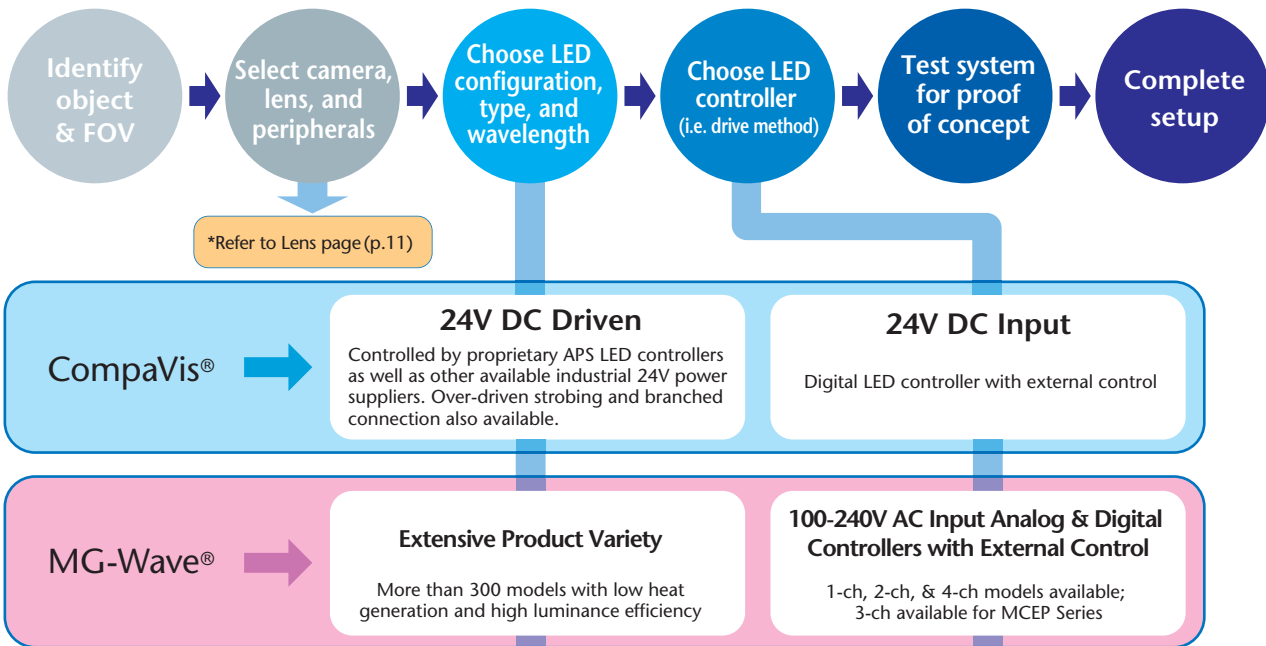 Identify
object
& FOV
Select camera,
lens, and
peripherals
Choose LED
configuration,
type, and
wavelength
Choose LED
controller
(i.e. drive method)
Test system
for proof
of concept
Complete
setup
*Refer to Lens page (p.11)
CompaVis®
24V DC Driven
Controlled by proprietary APS LED controllers
as well as other available industrial 24V power
suppliers. Over-driven strobing and branched
connection also available.
24V DC Input
Digital LED controller with external control
MG-Wave®
Extensive Product Variety
More than 300 models with low heat
generation and high luminance efficiency
100-240V AC Input Analog & Digital
Controllers with External Control
1-ch, 2-ch, & 4-ch models available;
3-ch available for MCEP Series